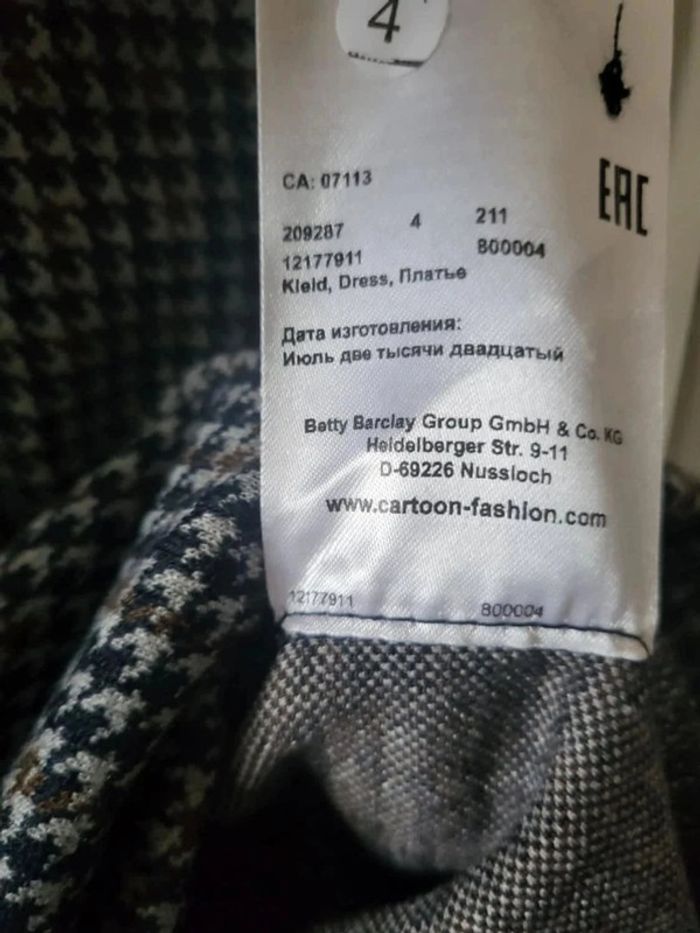 4
CA: 07113
EAC
209287 4 211
12177911 800004
Kleid, Dress, Платье
Дата изготовления:
Июль две тысячи двадцатый
Betty Barclay Group GmbH & Co. KG
Heidelberger Str. 9-11
D-69226 Nussloch
www.cartoon-fashion.com
12177911 800004